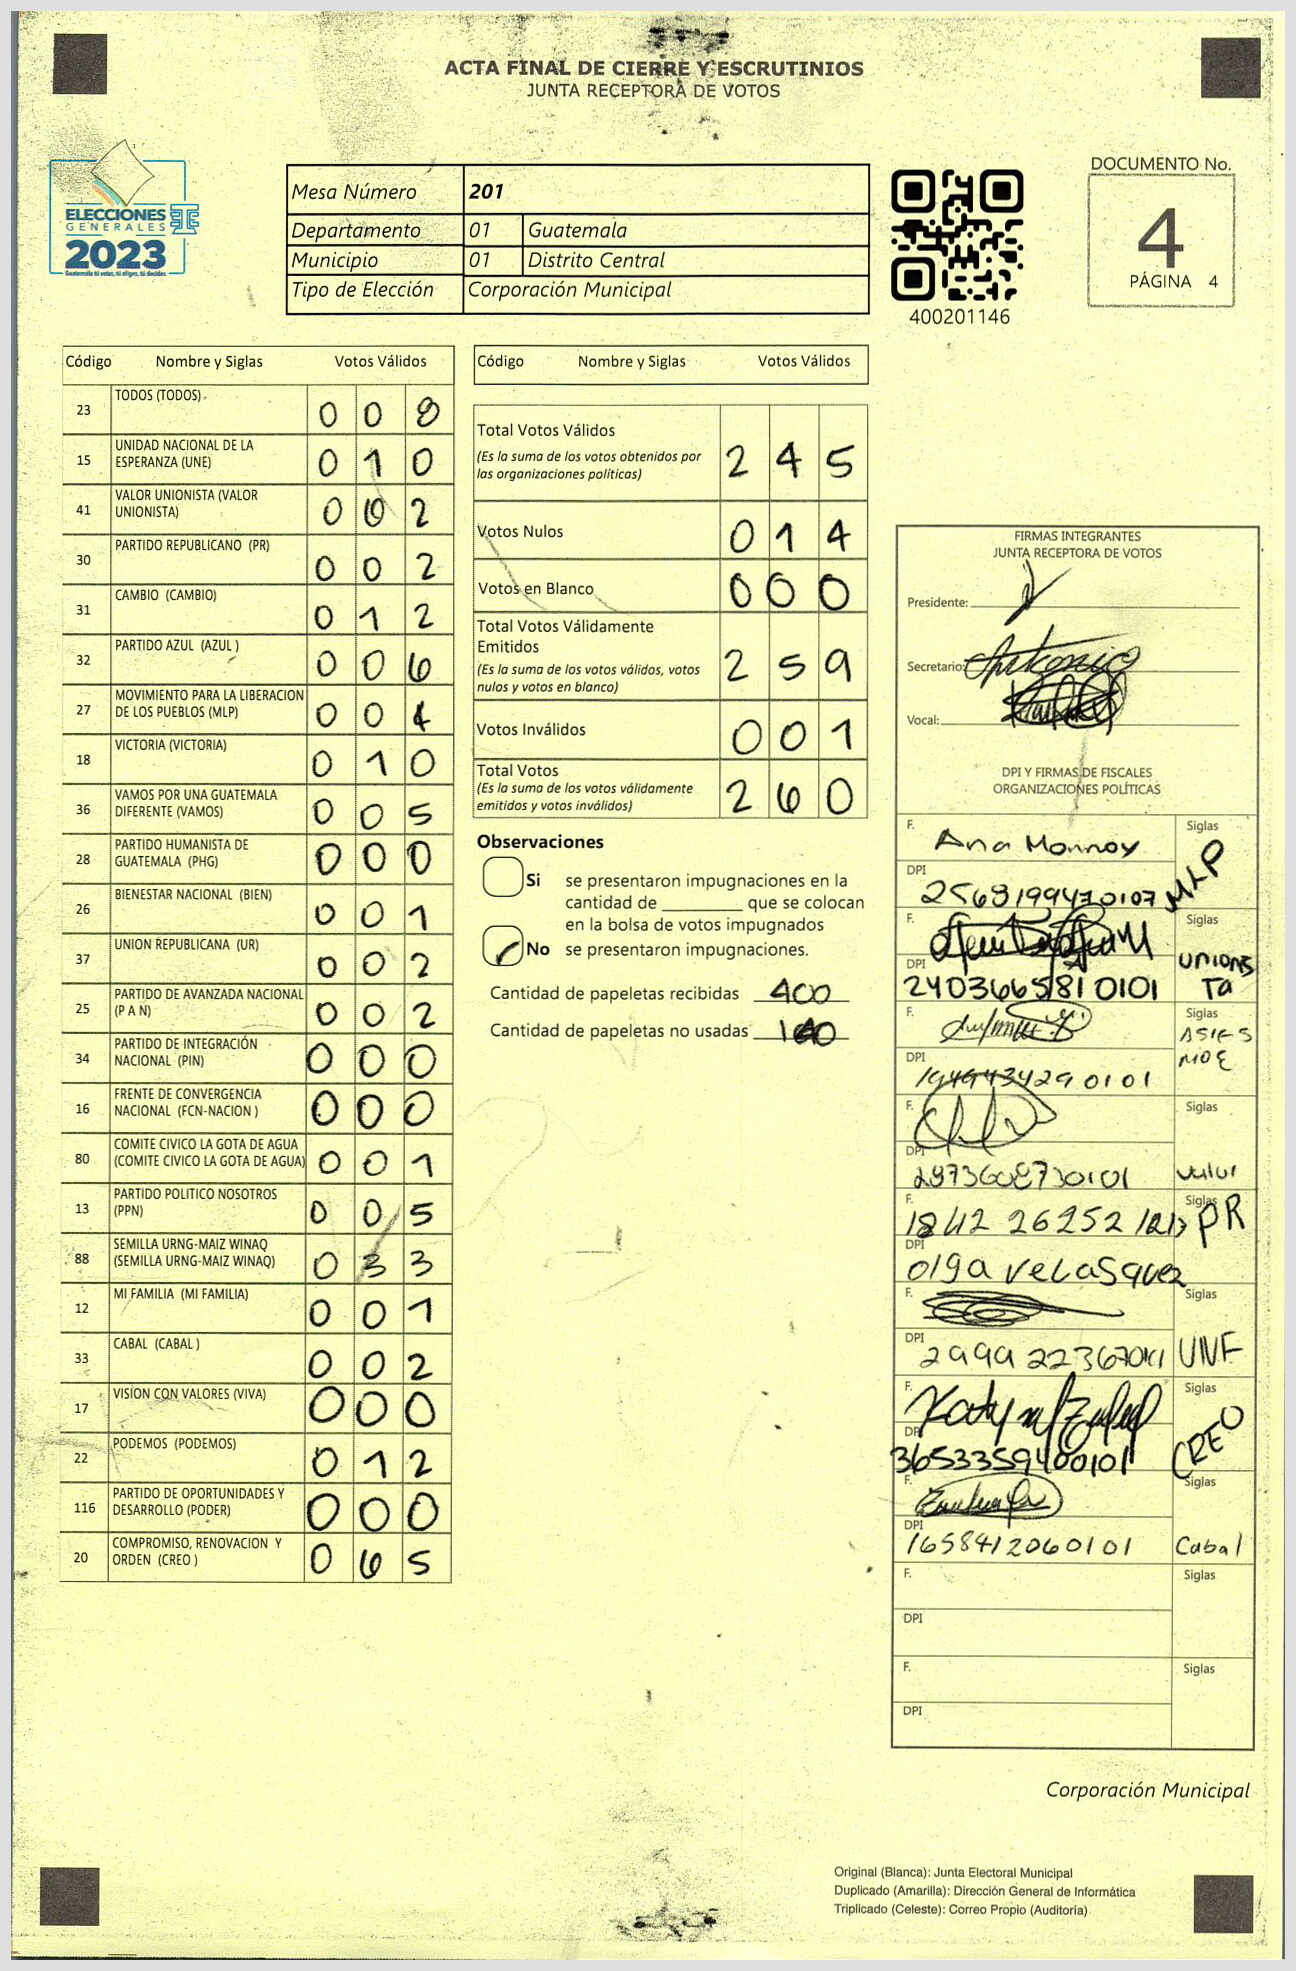 ACTA FINAL DE CIERRE Y ESCRUTINIOS
JUNTA RECEPTORA DE VOTOS
ELECCIONES
GENERALES
2023
Guatemala tú votas, tú eliges, tú decides
Mesa Número 201
Departamento 01 Guatemala
Municipio 01 Distrito Central
Tipo de Elección Corporación Municipal
400201146
DOCUMENTO No.
4
PÁGINA 4
Código Nombre y Siglas Votos Válidos
23 TODOS (TODOS) 0 0 8
15 UNIDAD NACIONAL DE LA
ESPERANZA (UNE) 0 1 0
41 VALOR UNIONISTA (VALOR
UNIONISTA) 0 0 2
30 PARTIDO REPUBLICANO (PR) 0 0 2
31 CAMBIO (CAMBIO) 0 1 2
32 PARTIDO AZUL (AZUL ) 0 0 6
27 MOVIMIENTO PARA LA LIBERACION
DE LOS PUEBLOS (MLP) 0 0 4
18 VICTORIA (VICTORIA) 0 1 0
36 VAMOS POR UNA GUATEMALA
DIFERENTE (VAMOS) 0 0 5
28 PARTIDO HUMANISTA DE
GUATEMALA (PHG) 0 0 0
26 BIENESTAR NACIONAL (BIEN) 0 0 1
37 UNION REPUBLICANA (UR) 0 0 2
25 PARTIDO DE AVANZADA NACIONAL
(P A N) 0 0 2
34 PARTIDO DE INTEGRACIÓN
NACIONAL (PIN) 0 0 0
16 FRENTE DE CONVERGENCIA
NACIONAL (FCN-NACION ) 0 0 0
80 COMITE CIVICO LA GOTA DE AGUA
(COMITE CIVICO LA GOTA DE AGUA) 0 0 1
13 PARTIDO POLITICO NOSOTROS
(PPN) 0 0 5
88 SEMILLA URNG-MAIZ WINAQ
(SEMILLA URNG-MAIZ WINAQ) 0 3 3
12 MI FAMILIA (MI FAMILIA) 0 0 1
33 CABAL (CABAL ) 0 0 2
17 VISION CON VALORES (VIVA) 0 0 0
22 PODEMOS (PODEMOS) 0 1 2
116 PARTIDO DE OPORTUNIDADES Y
DESARROLLO (PODER) 0 0 0
20 COMPROMISO, RENOVACION Y
ORDEN (CREO ) 0 6 5
Código Nombre y Siglas Votos Válidos
Total Votos Válidos
(Es la suma de los votos obtenidos por
las organizaciones políticas) 2 4 5
Votos Nulos 0 1 4
Votos en Blanco 0 0 0
Total Votos Válidamente
Emitidos
(Es la suma de los votos válidos, votos
nulos y votos en blanco) 2 5 9
Votos Inválidos 0 0 1
Total Votos
(Es la suma de los votos válidamente
emitidos y votos inválidos) 2 6 0
Observaciones
Si se presentaron impugnaciones en la
cantidad de ________ que se colocan
en la bolsa de votos impugnados
No se presentaron impugnaciones.
Cantidad de papeletas recibidas 400
Cantidad de papeletas no usadas
FIRMAS INTEGRANTES
JUNTA RECEPTORA DE VOTOS
Presidente:
Secretario: Antonio
Vocal:
DPI Y FIRMAS DE FISCALES
ORGANIZACIONES POLÍTICAS
F. Ana Monroy Siglas
DPI 2568199470107 MLP
F. Siglas
UNIONIS
DPI 2403665810101 Ta
F. Siglas
ASIES
MOE
DPI
F. Siglas
DPI 2873608730101 Valor
F. 1842 26252 1213 Siglas PR
DPI Olga Velasquez
F. Siglas
DPI UNE
F. Siglas
DPI 3653359400101 CREO
F. Siglas
DPI 1658412060101 Cabal
F. Siglas
DPI
F. Siglas
DPI
Corporación Municipal
Original (Blanca): Junta Electoral Municipal
Duplicado (Amarilla): Dirección General de Informática
Triplicado (Celeste): Correo Propio (Auditoría)